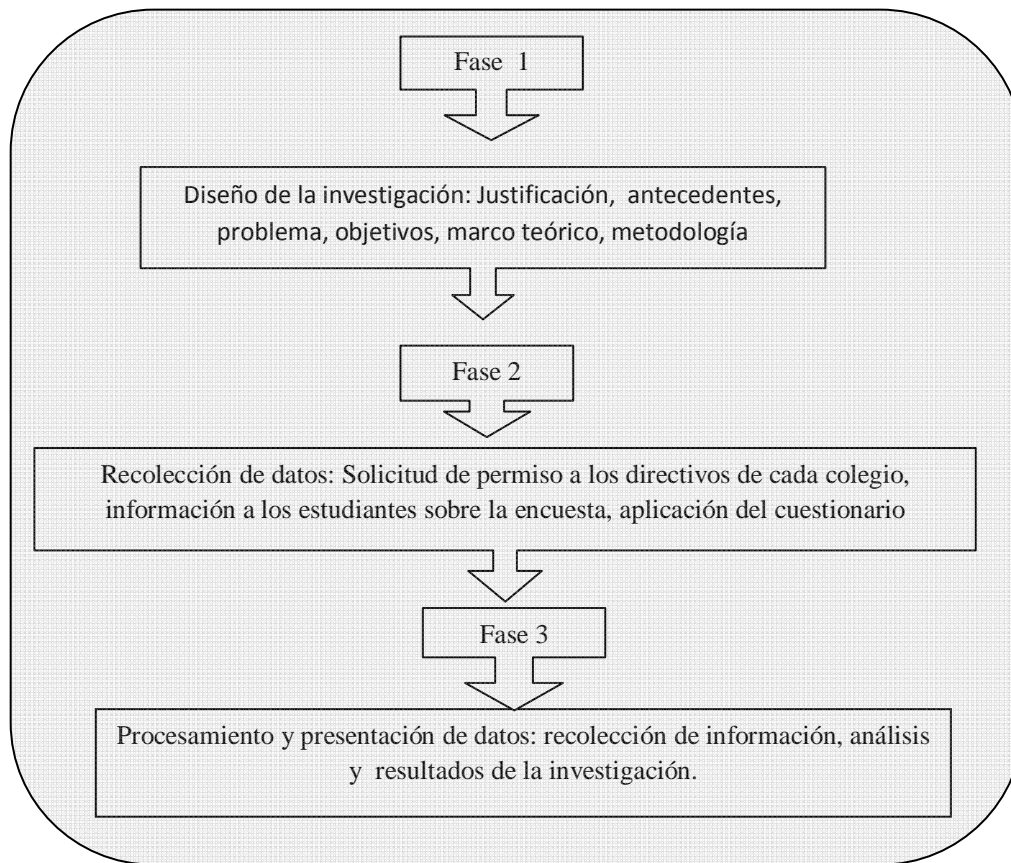 Fase 1
Diseño de la investigación: Justificación, antecedentes,
problema, objetivos, marco teórico, metodología
Fase 2
Recolección de datos: Solicitud de permiso a los directivos de cada colegio,
información a los estudiantes sobre la encuesta, aplicación del cuestionario
Fase 3
Procesamiento y presentación de datos: recolección de información, análisis
y resultados de la investigación.